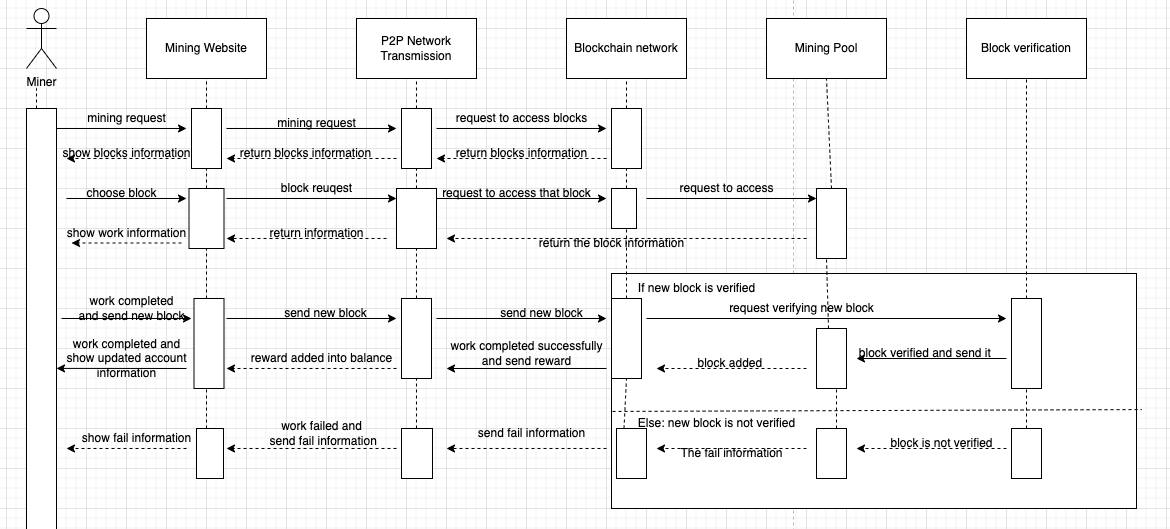 Miner
Mining Website
P2P Network
Transmission
Blockchain network
Mining Pool
Block verification
mining request
mining request
request to access blocks
show blocks information
return blocks information
return blocks information
choose block
block reuqest
request to access that block
request to access
show work information
return information
return the block information
If new block is verified
work completed
and send new block
send new block
send new block
request verifying new block
work completed and
show updated account
information
reward added into balance
work completed successfully
and send reward
block added
block verified and send it
Else: new block is not verified
show fail information
work failed and
send fail information
send fail information
The fail information
block is not verified